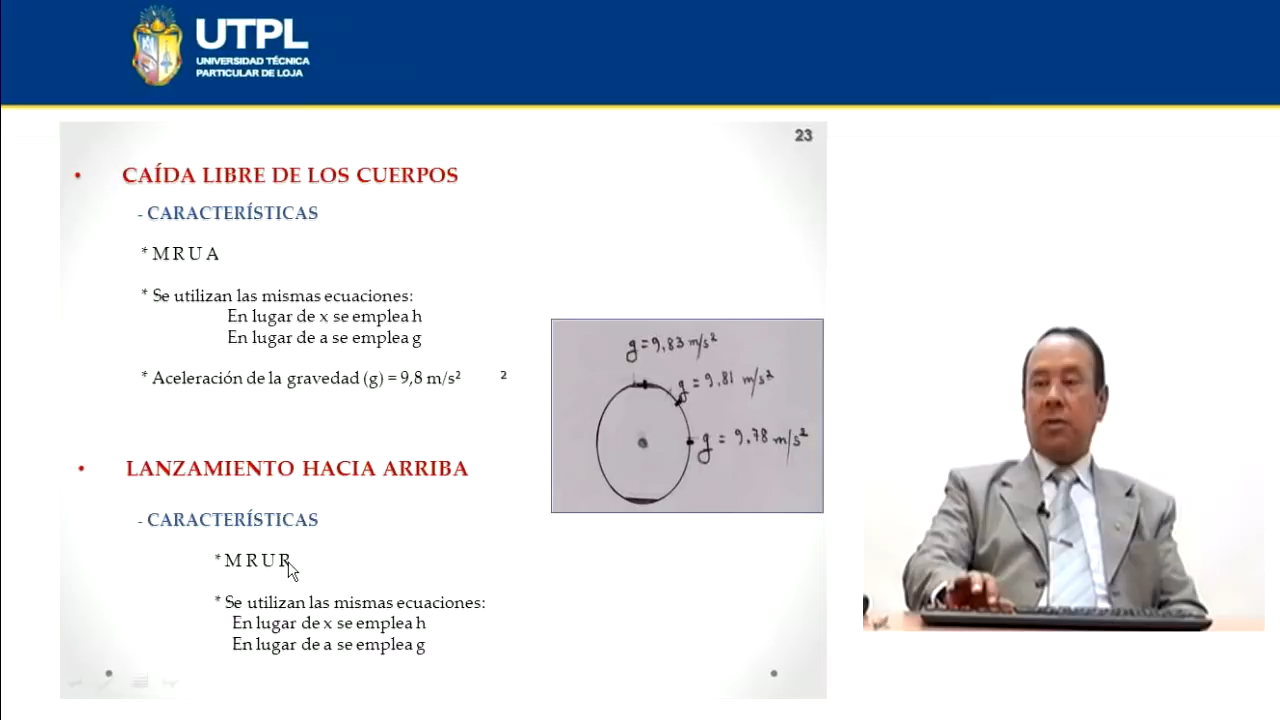 UTPL
UNIVERSIDAD TÉCNICA
PARTICULAR DE LOJA
23
• CAÍDA LIBRE DE LOS CUERPOS
- CARACTERÍSTICAS
* M R U A
* Se utilizan las mismas ecuaciones:
En lugar de x se emplea h
En lugar de a se emplea g
* Aceleración de la gravedad (g) = 9,8 m/s² ²
g = 9,83 m/s²
g = 9.81 m/s²
g = 9.78 m/s²
• LANZAMIENTO HACIA ARRIBA
- CARACTERÍSTICAS
* M R U R
* Se utilizan las mismas ecuaciones:
En lugar de x se emplea h
En lugar de a se emplea g